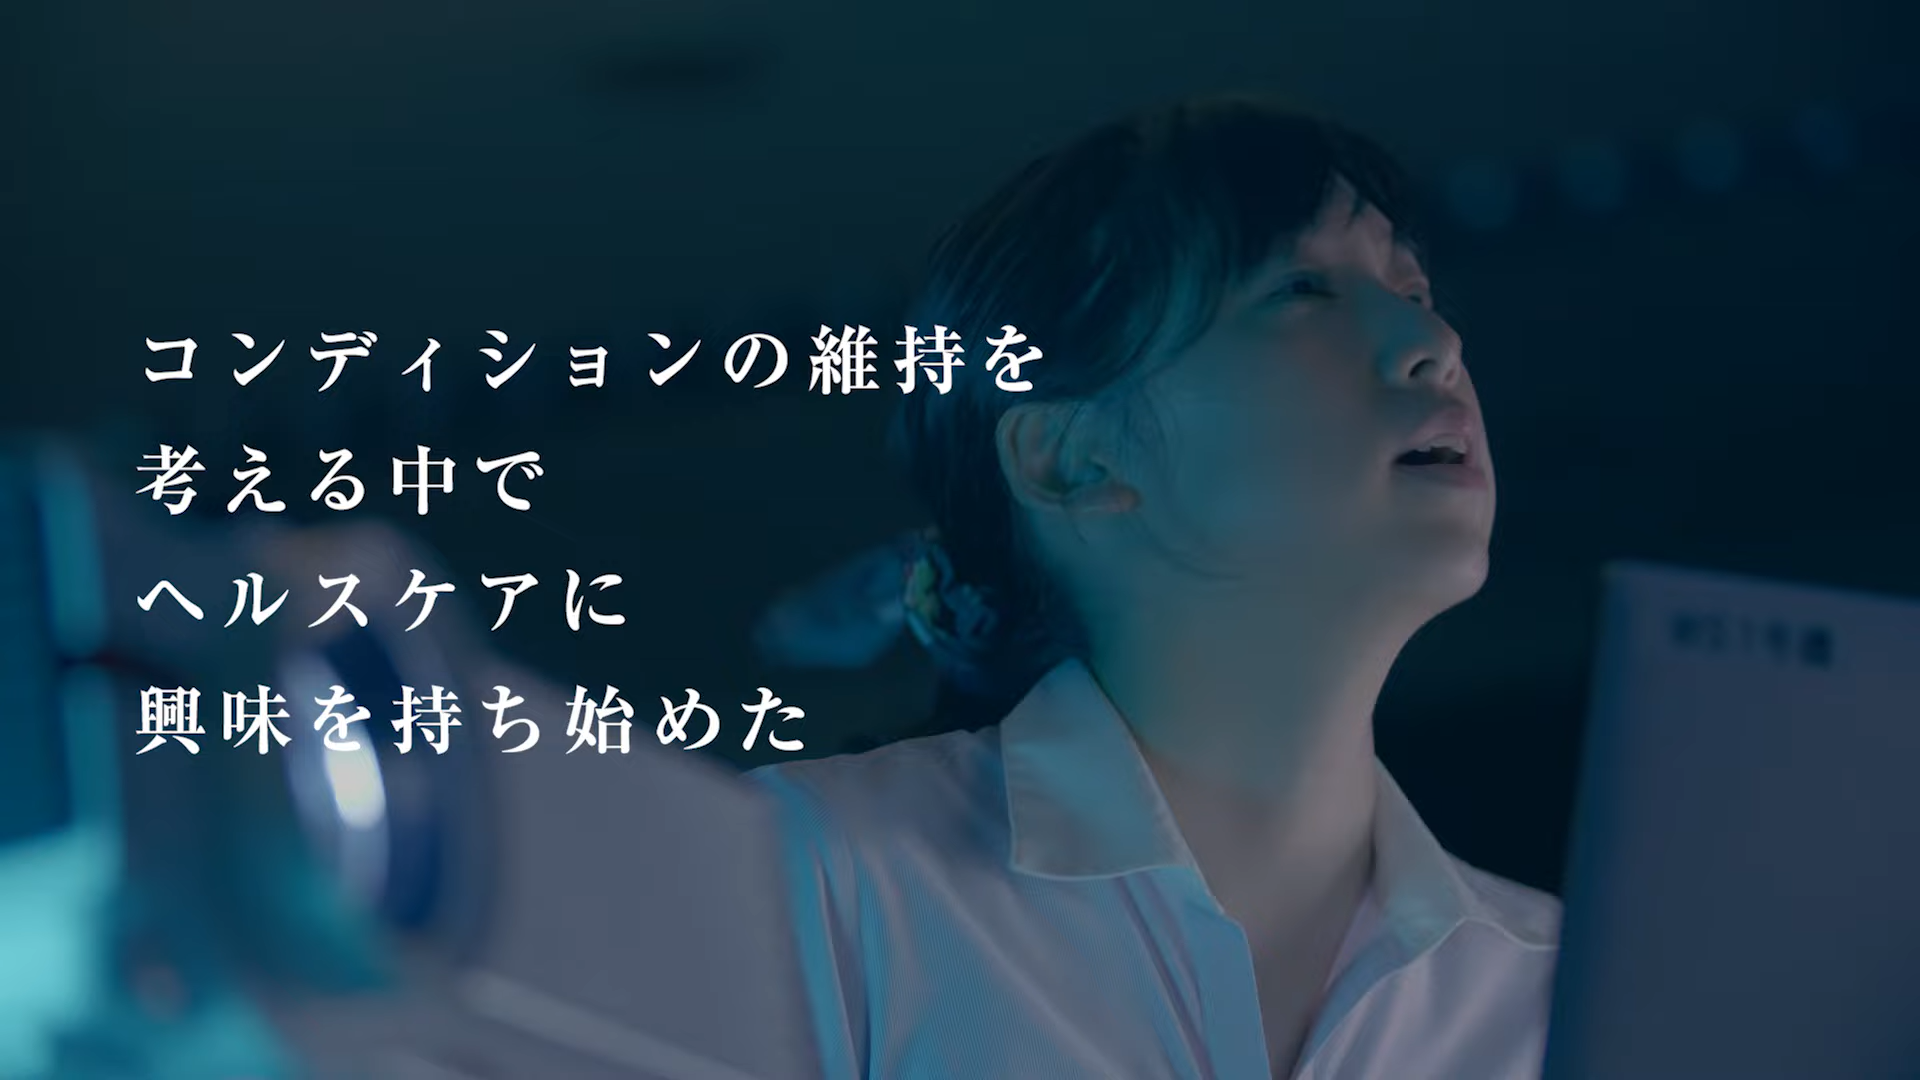 コンディションの維持を
考える中で
ヘルスケアに
興味を持ち始めた